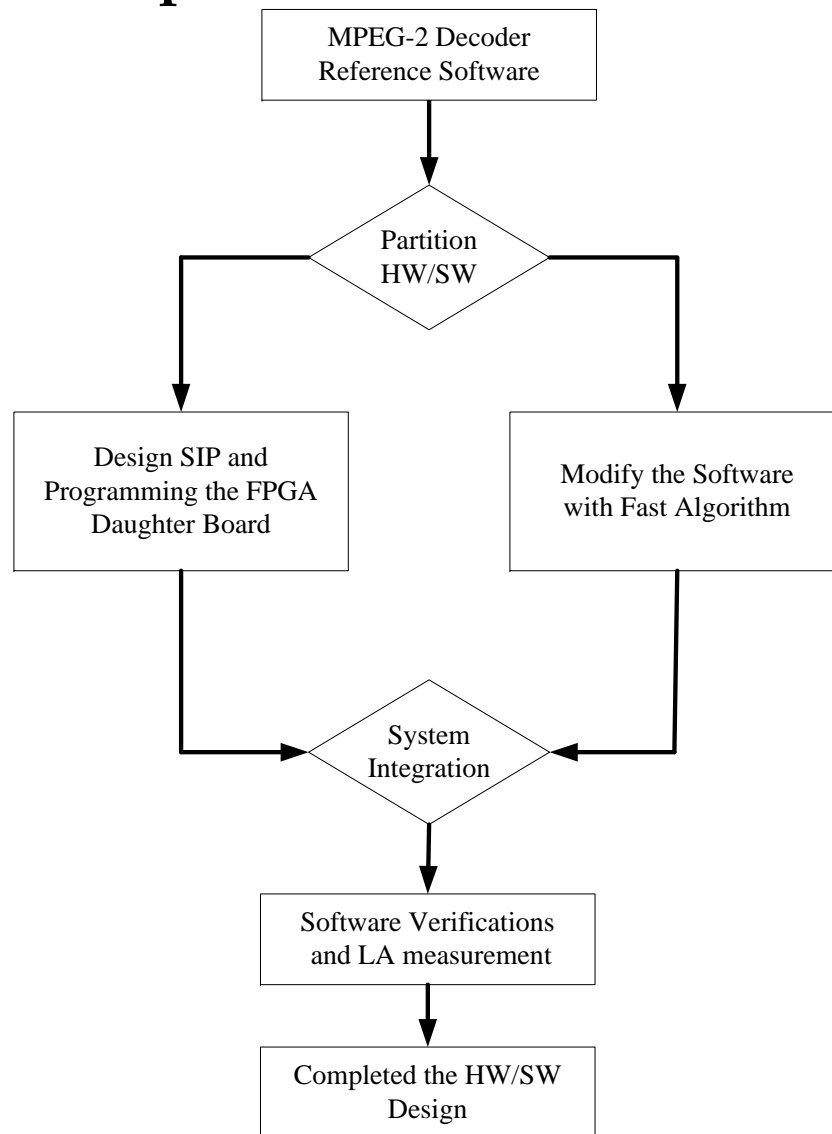 MPEG-2 Decoder
Reference Software
Partition
HW/SW
Design SIP and
Programming the FPGA
Daughter Board
Modify the Software
with Fast Algorithm
System
Integration
Software Verifications
and LA measurement
Completed the HW/SW
Design